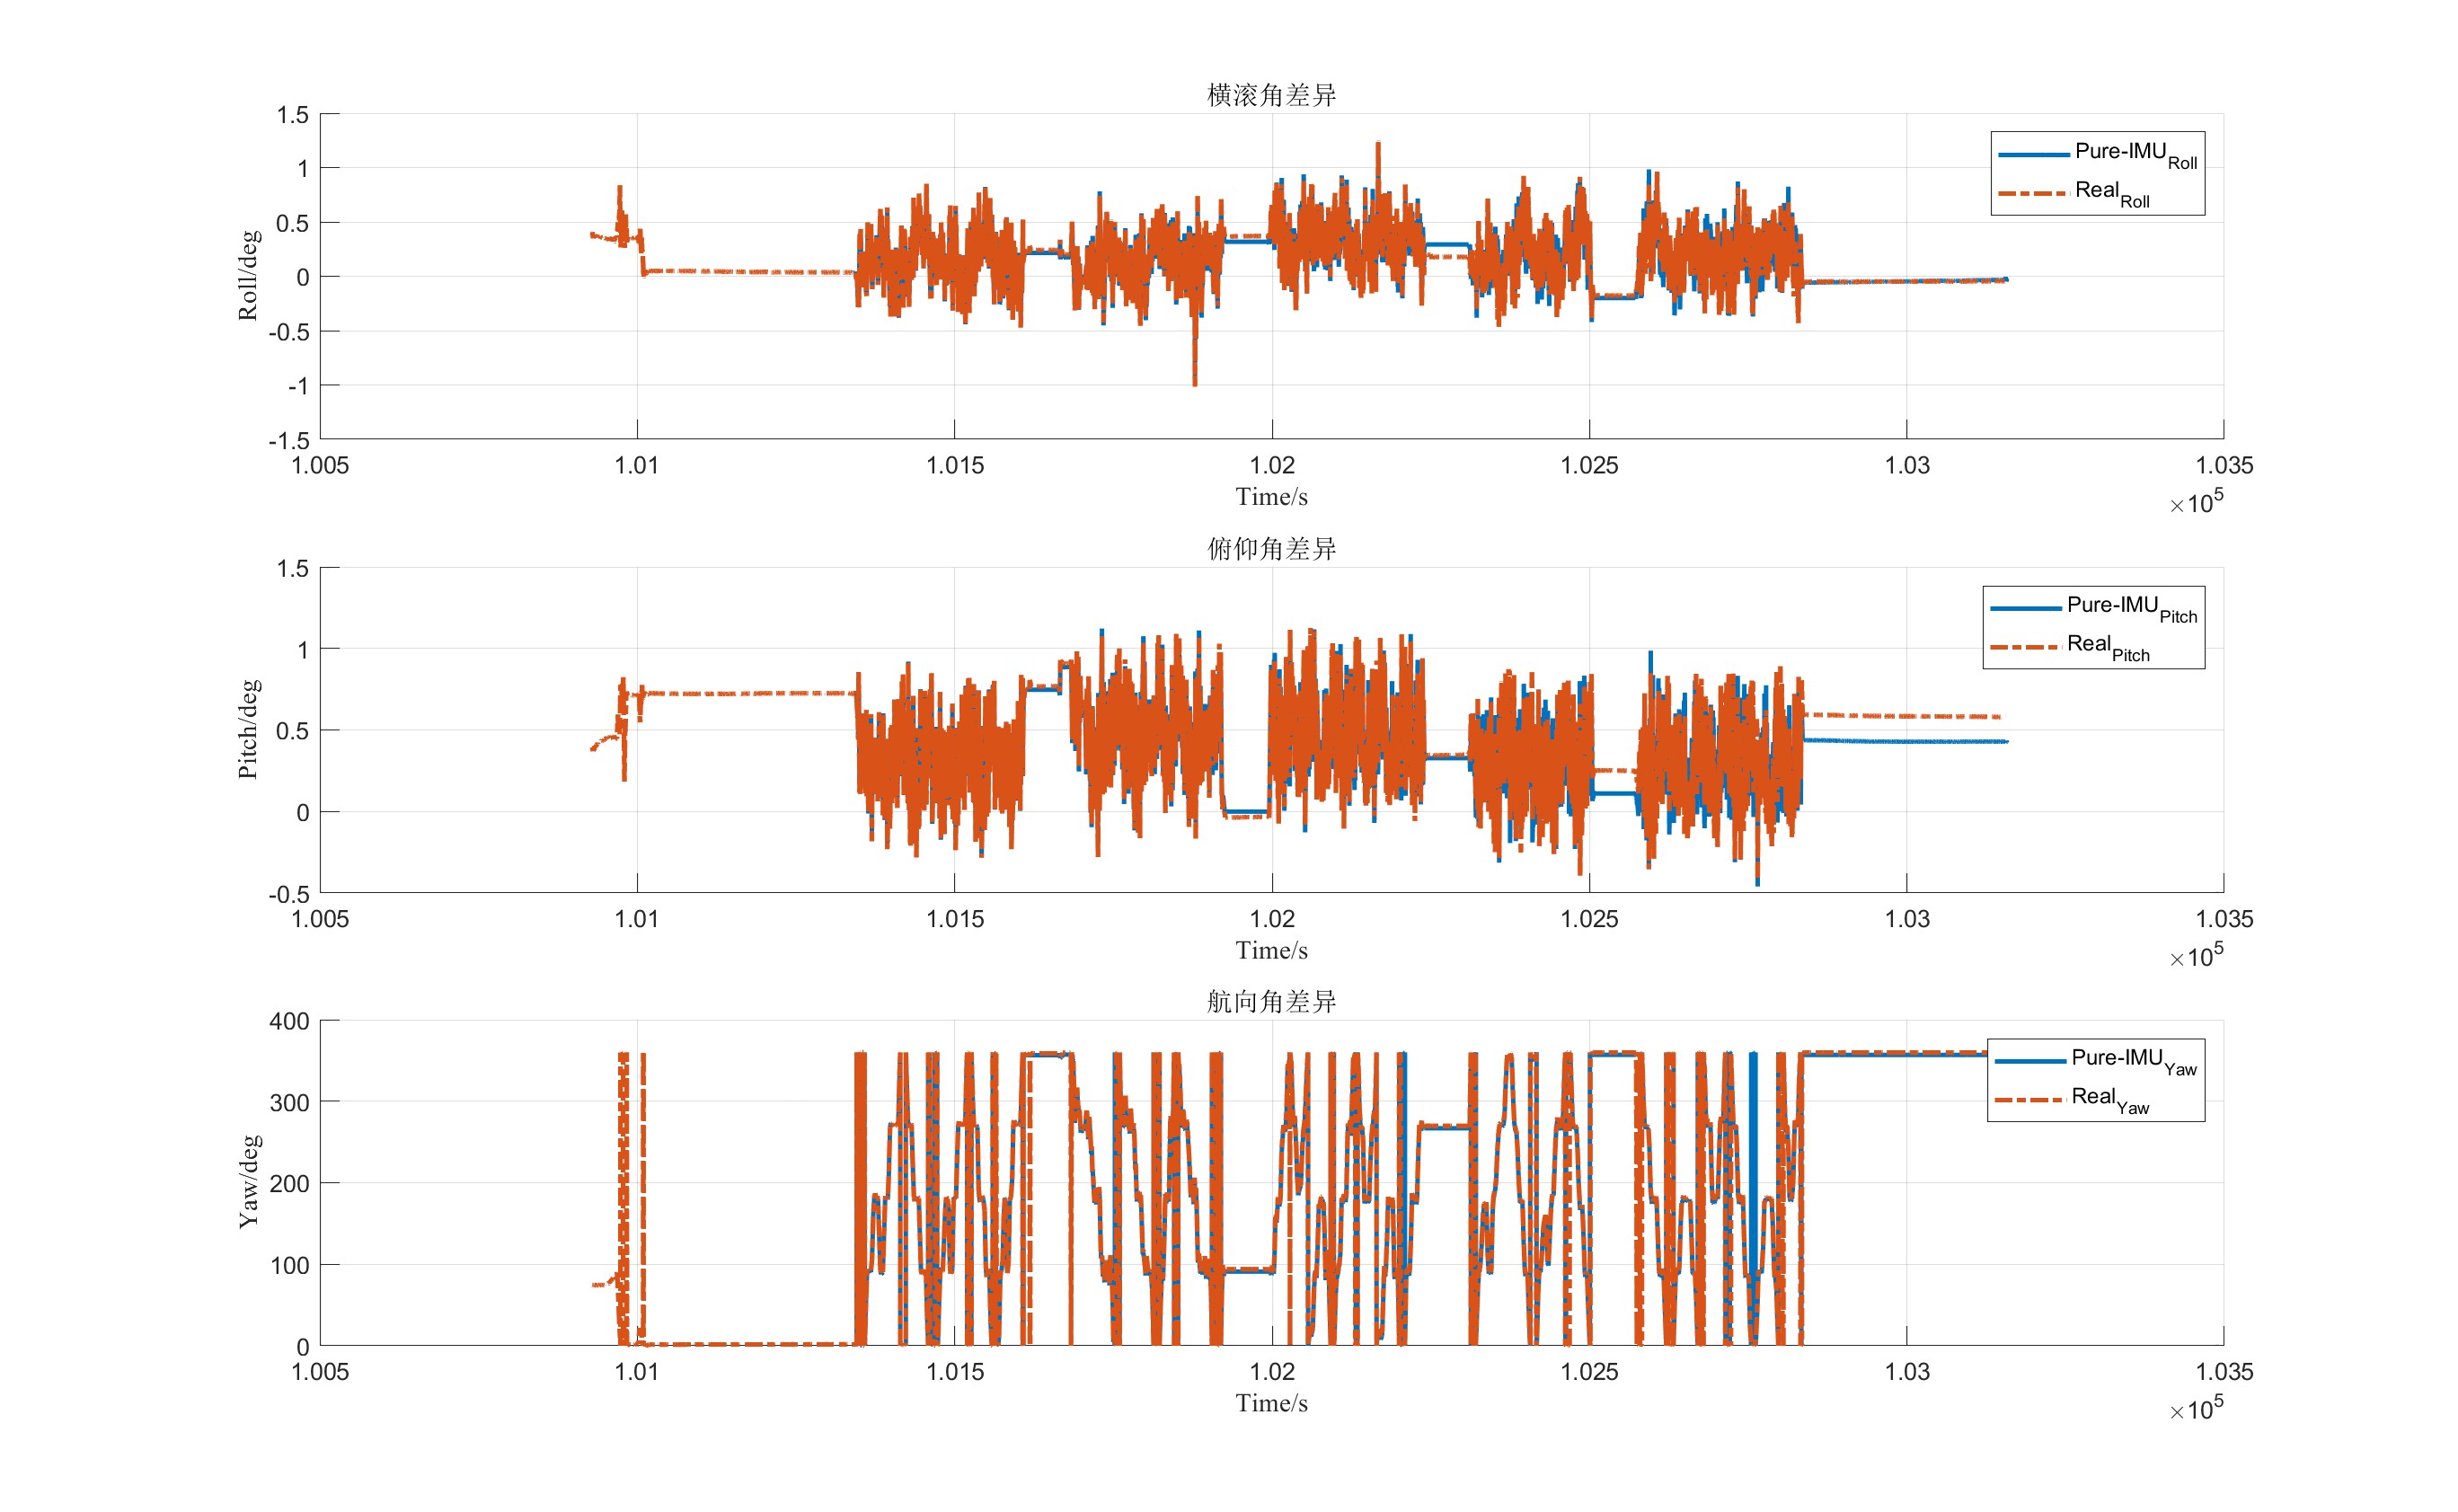 横滚角差异
1.5
1
0.5
0
-0.5
-1
-1.5
Roll/deg
1.005 1.01 1.015 1.02 1.025 1.03 1.035
Time/s
×10^5
Pure-IMU_Roll
Real_Roll
俯仰角差异
1.5
1
0.5
0
-0.5
Pitch/deg
1.005 1.01 1.015 1.02 1.025 1.03 1.035
Time/s
×10^5
Pure-IMU_Pitch
Real_Pitch
航向角差异
400
300
200
100
0
Yaw/deg
1.005 1.01 1.015 1.02 1.025 1.03 1.035
Time/s
×10^5
Pure-IMU_Yaw
Real_Yaw